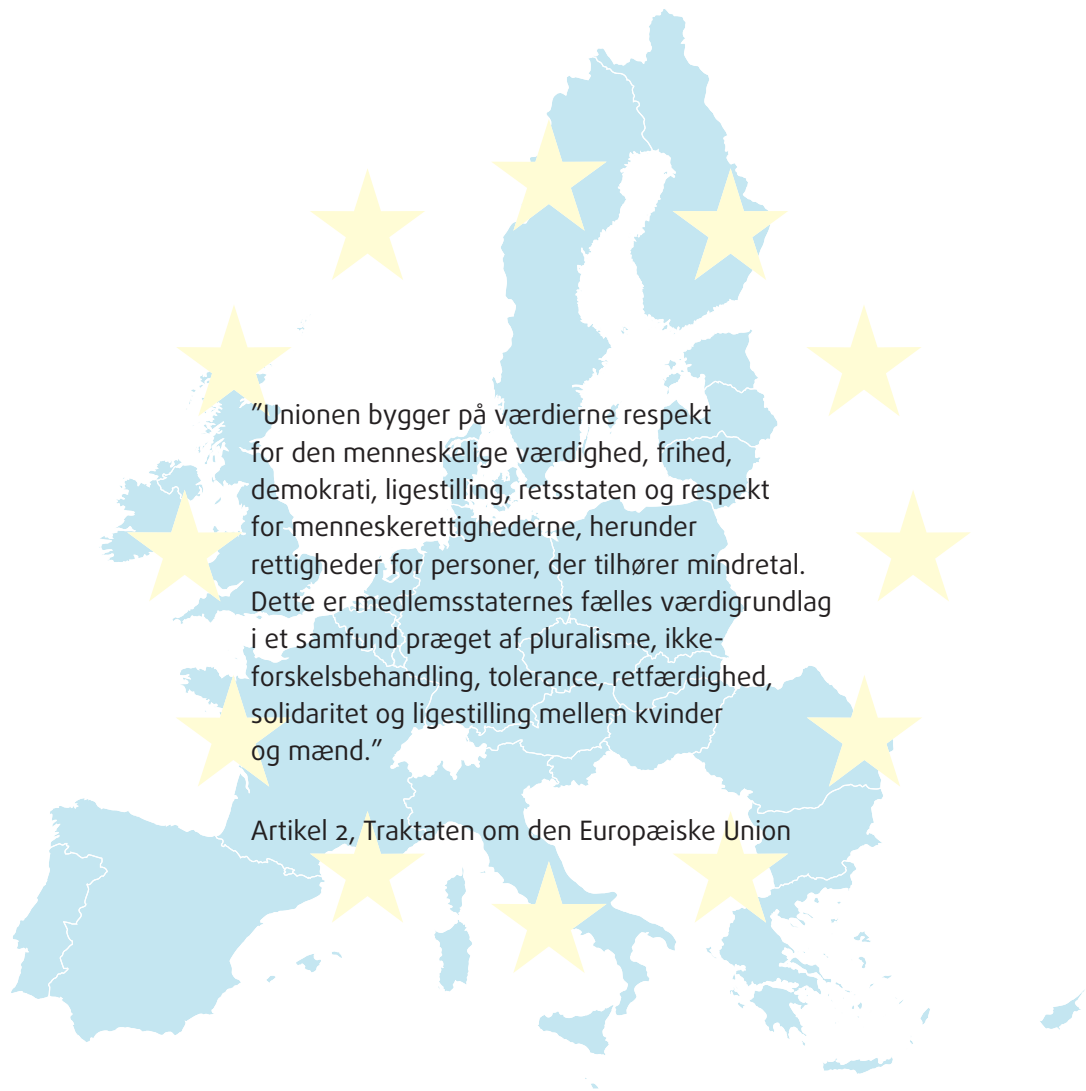 ”Unionen bygger på værdierne respekt
for den menneskelige værdighed, frihed,
demokrati, ligestilling, retsstaten og respekt
for menneskerettighederne, herunder
rettigheder for personer, der tilhører mindretal.
Dette er medlemsstaternes fælles værdigrundlag
i et samfund præget af pluralisme, ikke-
forskelsbehandling, tolerance, retfærdighed,
solidaritet og ligestilling mellem kvinder
og mænd.”
Artikel 2, Traktaten om den Europæiske Union